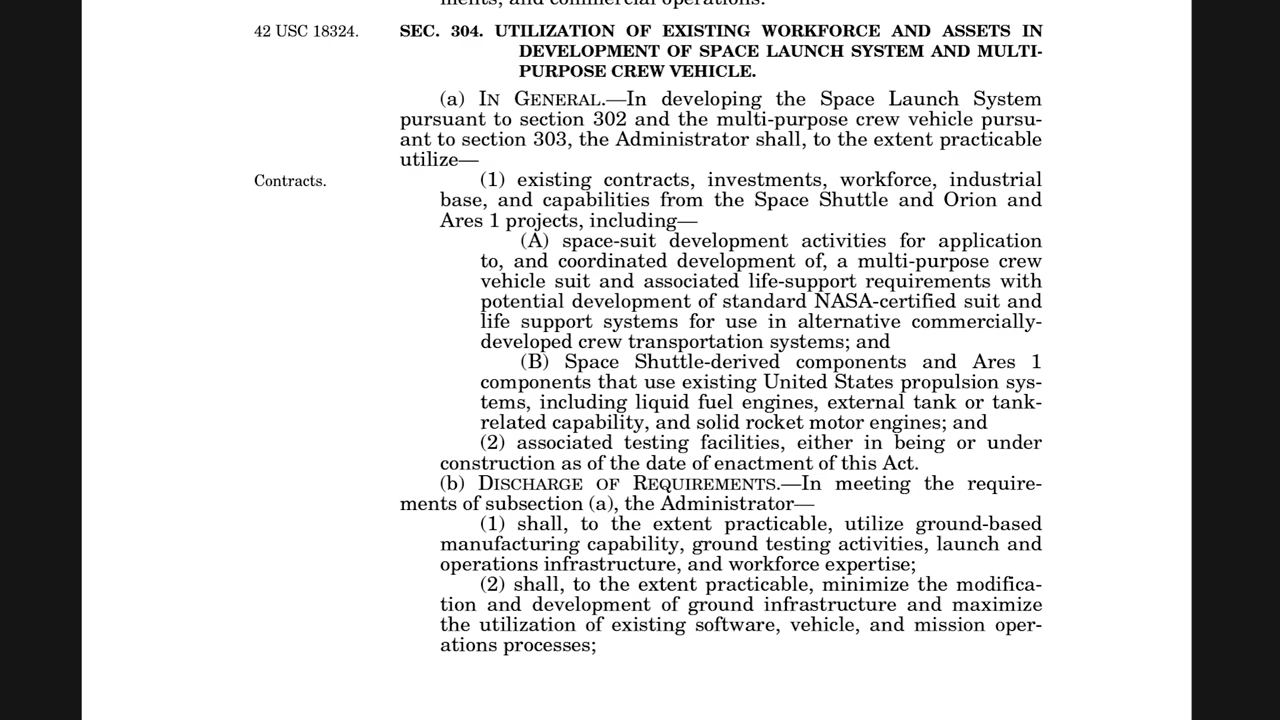 ments, and commercial operations.
42 USC 18324.
SEC. 304. UTILIZATION OF EXISTING WORKFORCE AND ASSETS IN
DEVELOPMENT OF SPACE LAUNCH SYSTEM AND MULTI-
PURPOSE CREW VEHICLE.
(a) IN GENERAL.—In developing the Space Launch System
pursuant to section 302 and the multi-purpose crew vehicle pursu-
ant to section 303, the Administrator shall, to the extent practicable
utilize—
Contracts.
(1) existing contracts, investments, workforce, industrial
base, and capabilities from the Space Shuttle and Orion and
Ares 1 projects, including—
(A) space-suit development activities for application
to, and coordinated development of, a multi-purpose crew
vehicle suit and associated life-support requirements with
potential development of standard NASA-certified suit and
life support systems for use in alternative commercially-
developed crew transportation systems; and
(B) Space Shuttle-derived components and Ares 1
components that use existing United States propulsion sys-
tems, including liquid fuel engines, external tank or tank-
related capability, and solid rocket motor engines; and
(2) associated testing facilities, either in being or under
construction as of the date of enactment of this Act.
(b) DISCHARGE OF REQUIREMENTS.—In meeting the require-
ments of subsection (a), the Administrator—
(1) shall, to the extent practicable, utilize ground-based
manufacturing capability, ground testing activities, launch and
operations infrastructure, and workforce expertise;
(2) shall, to the extent practicable, minimize the modifica-
tion and development of ground infrastructure and maximize
the utilization of existing software, vehicle, and mission oper-
ations processes;